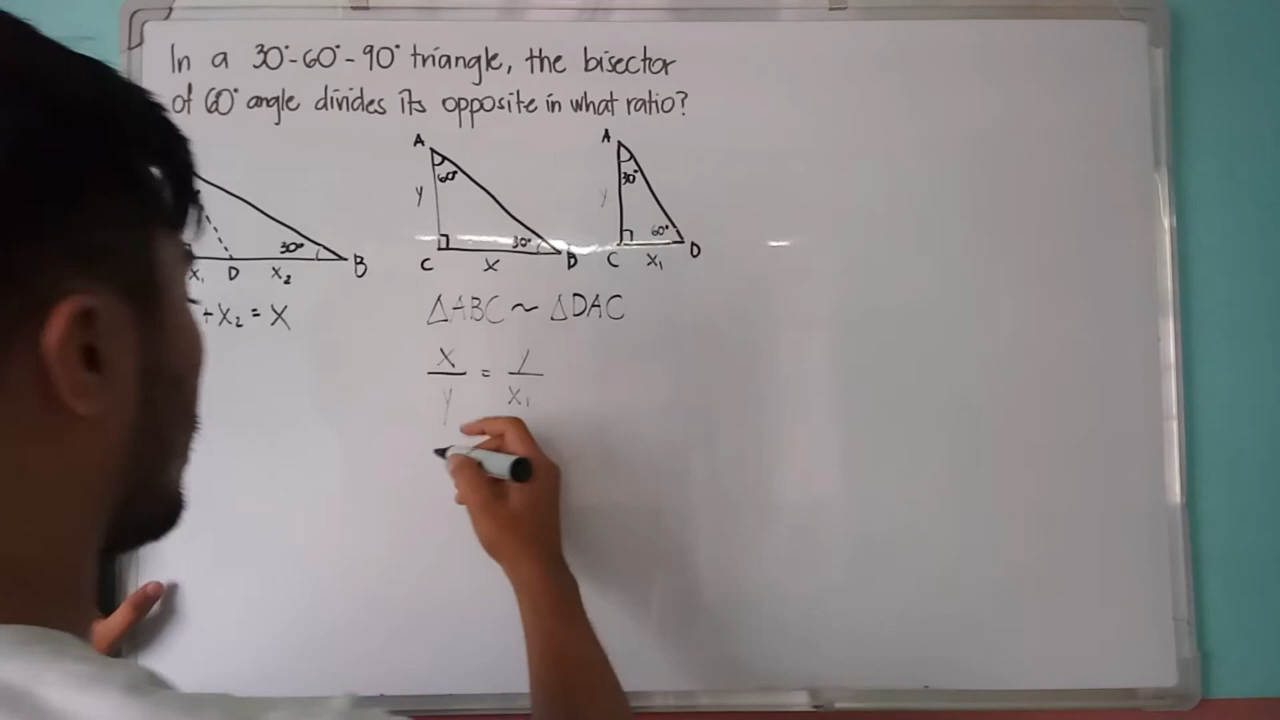 In a 30°-60°-90° triangle, the bisector
of 60° angle divides its opposite in what ratio?
30°
B
D
x₂
x₁
+x₂ = X
A
60°
y
30°
C
x
B
A
30°
y
60°
C
x₁
D
△ABC ~ △DAC
x/y = y/x₁